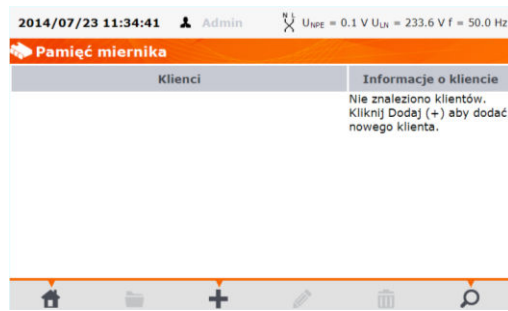 2014/07/23 11:34:41 Admin N L UNPE = 0.1 V ULN = 233.6 V f = 50.0 Hz
Pamięć miernika
Klienci Informacje o kliencie
Nie znaleziono klientów.
Kliknij Dodaj (+) aby dodać
nowego klienta.